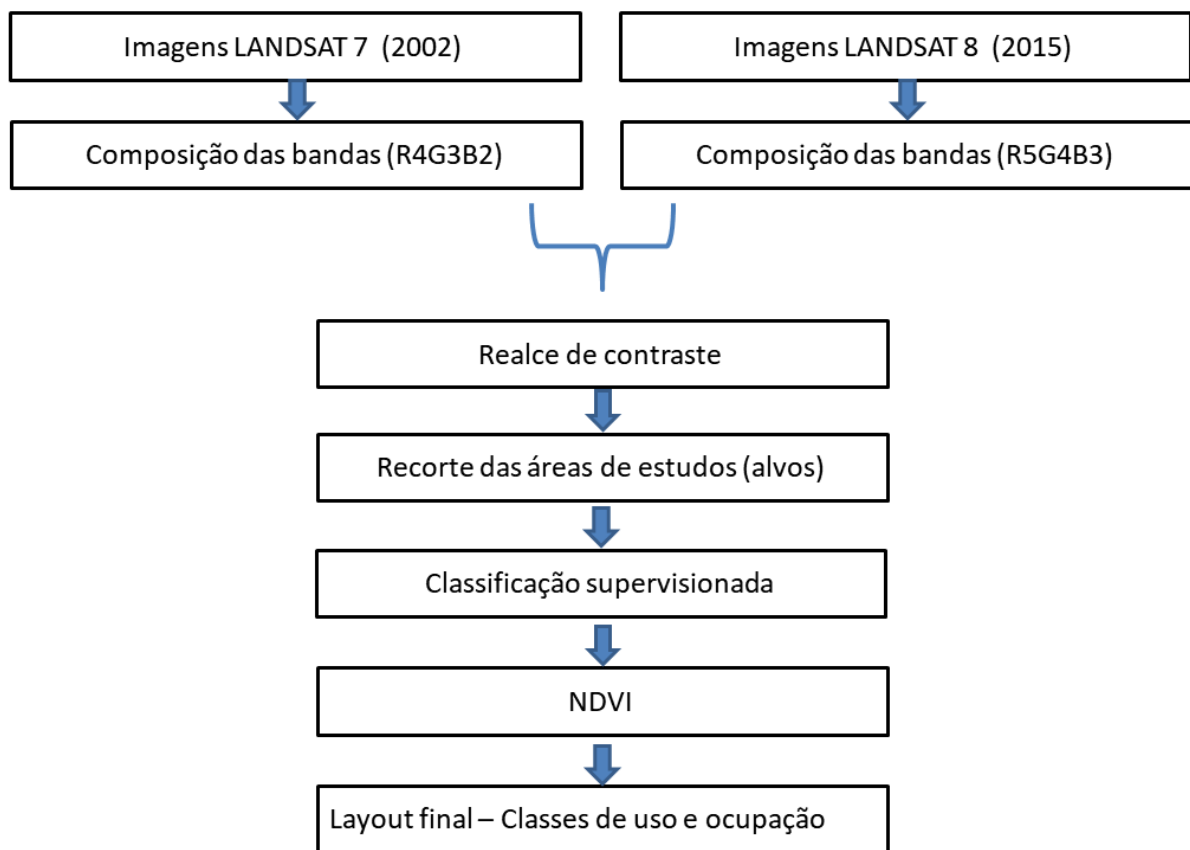 Imagens LANDSAT 7 (2002)
Imagens LANDSAT 8 (2015)
Composição das bandas (R4G3B2)
Composição das bandas (R5G4B3)
Realce de contraste
Recorte das áreas de estudos (alvos)
Classificação supervisionada
NDVI
Layout final – Classes de uso e ocupação